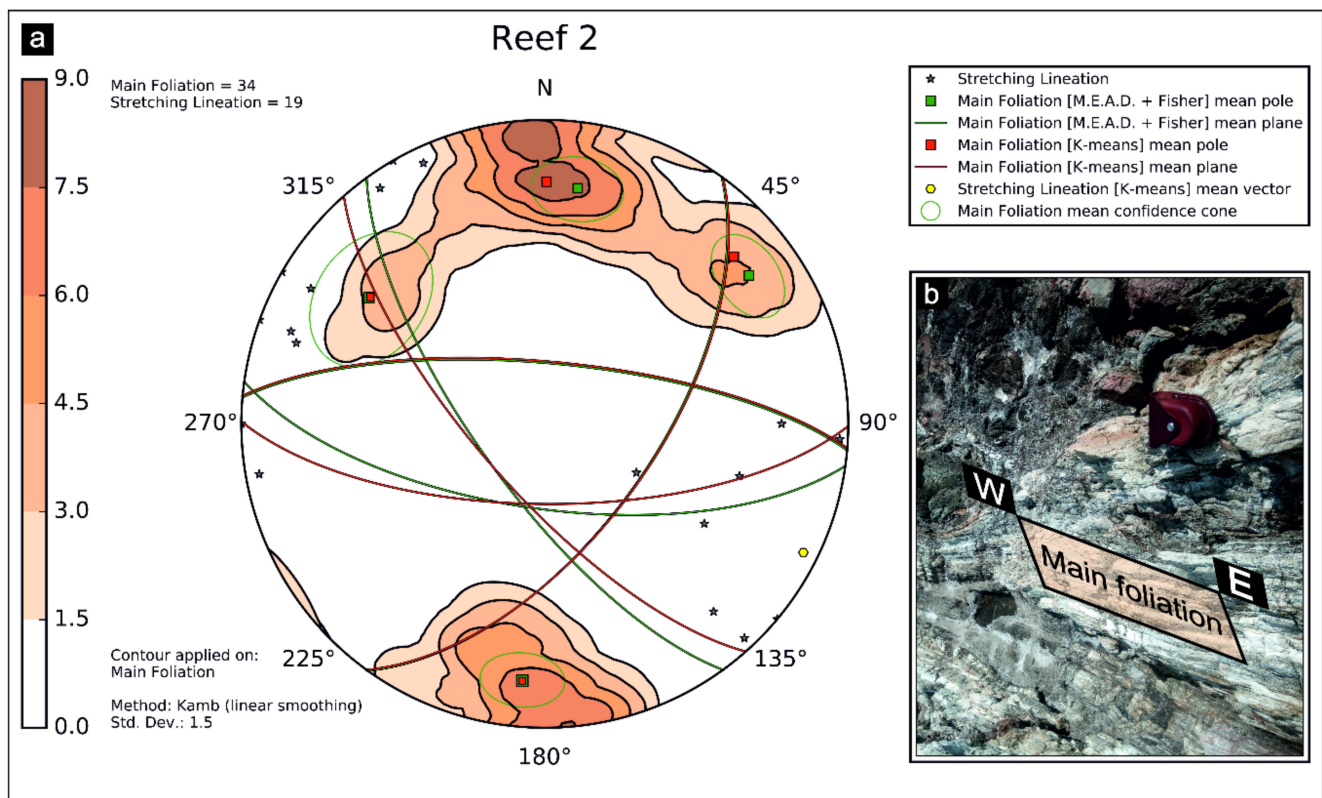 a
Reef 2
9.0
7.5
6.0
4.5
3.0
1.5
0.0
Main Foliation = 34
Stretching Lineation = 19
N
45°
90°
135°
180°
225°
270°
315°
Contour applied on:
Main Foliation
Method: Kamb (linear smoothing)
Std. Dev.: 1.5
Stretching Lineation
Main Foliation [M.E.A.D. + Fisher] mean pole
Main Foliation [M.E.A.D. + Fisher] mean plane
Main Foliation [K-means] mean pole
Main Foliation [K-means] mean plane
Stretching Lineation [K-means] mean vector
Main Foliation mean confidence cone
b
W
Main foliation
E